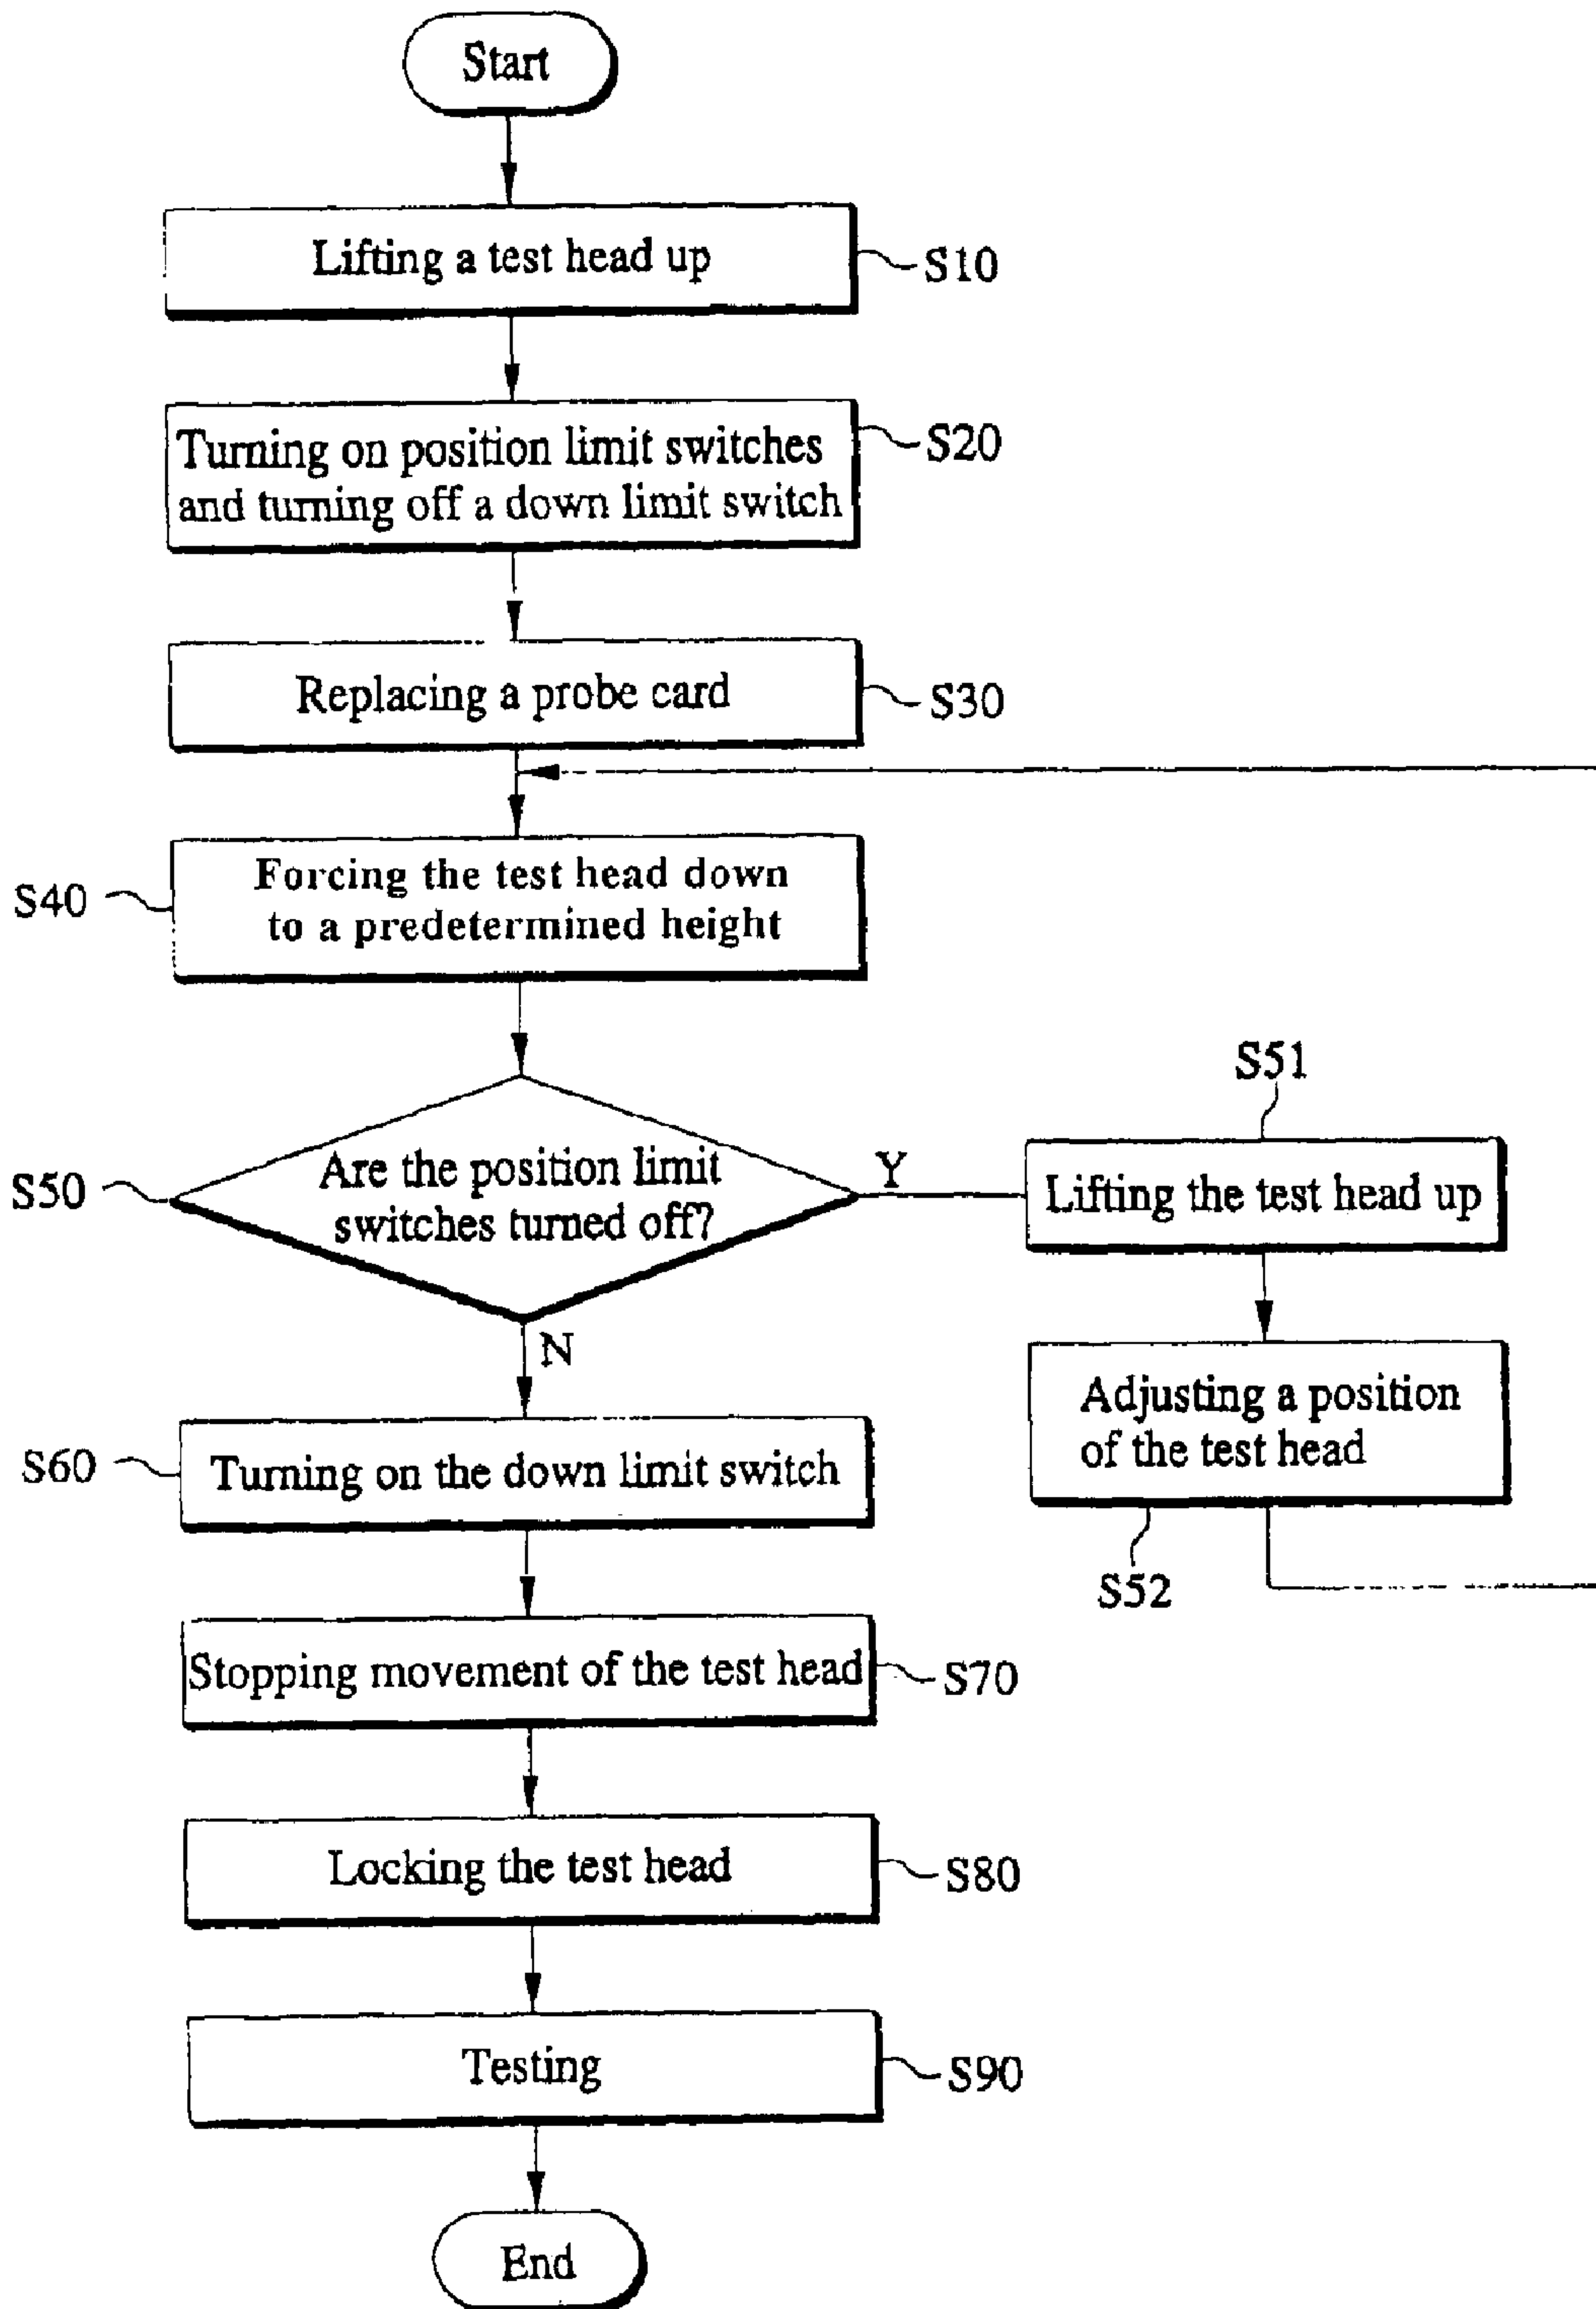 Start
Lifting a test head up
S10
Turning on position limit switches
and turning off a down limit switch
S20
Replacing a probe card
S30
Forcing the test head down
to a predetermined height
S40
Are the position limit
switches turned off?
S50
Y
N
S51
Lifting the test head up
Adjusting a position
of the test head
S52
Turning on the down limit switch
S60
Stopping movement of the test head
S70
Locking the test head
S80
Testing
S90
End